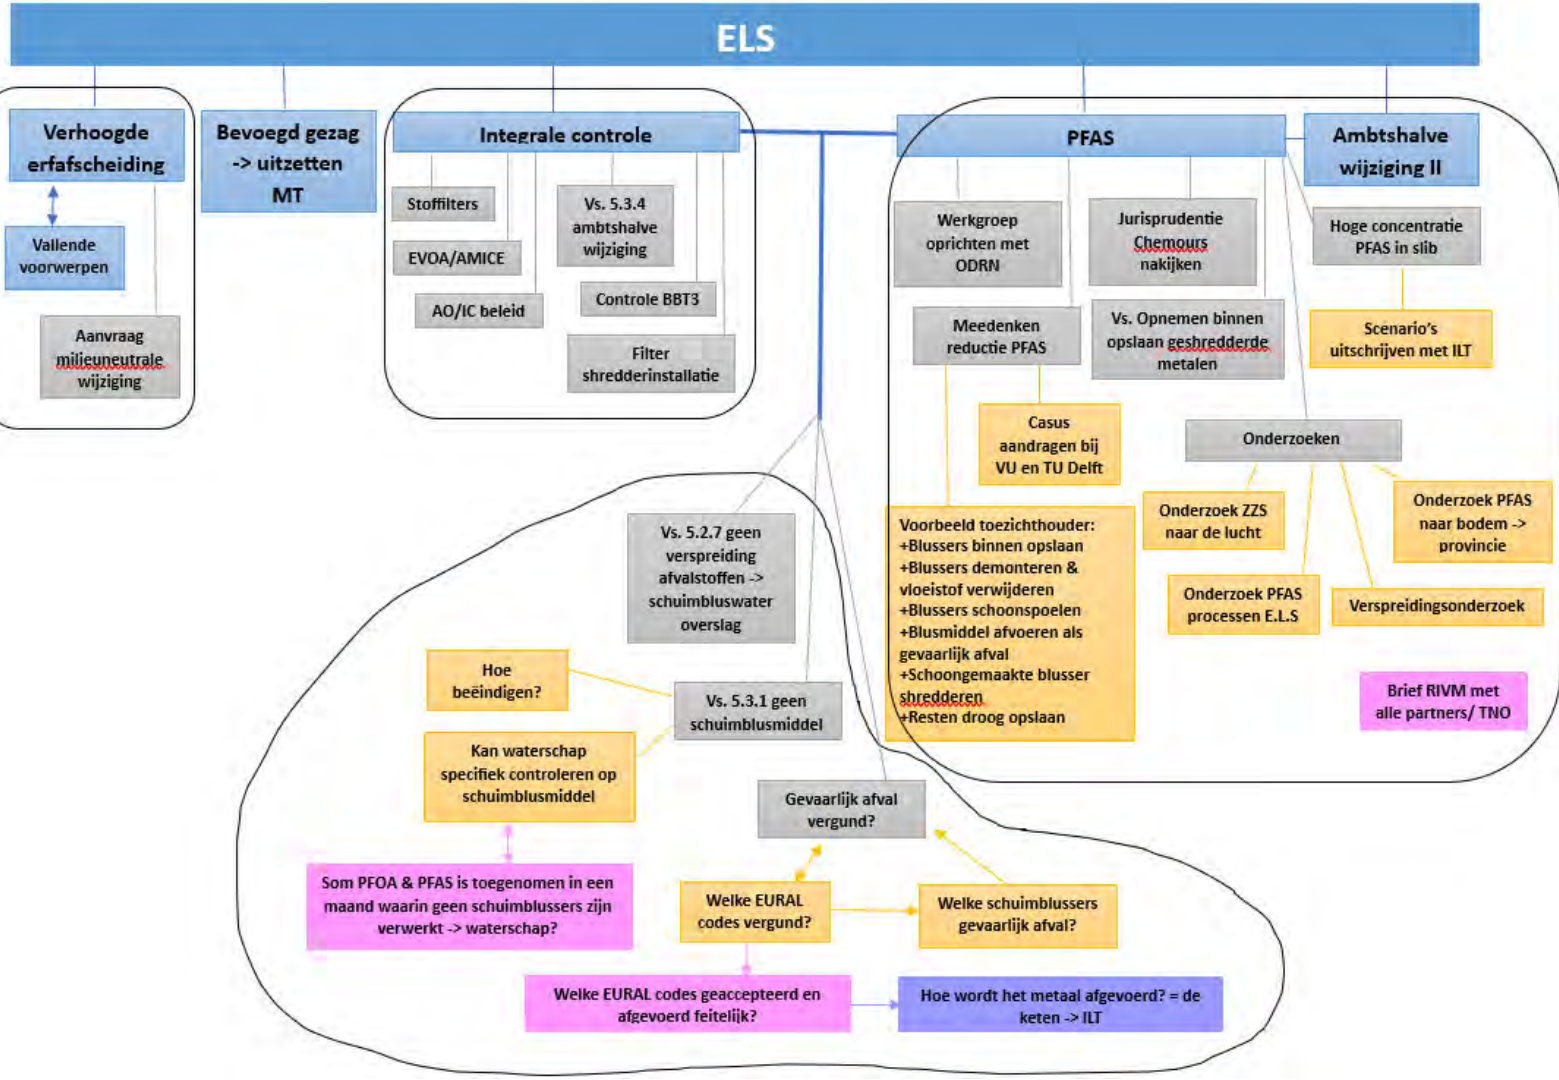 ELS
Verhoogde
erfafscheiding
Vallende
voorwerpen
Aanvraag
milieuneutrale
wijziging
Bevoegd gezag
-> uitzetten
MT
Integrale controle
Stoffilters
EVOA/AMICE
AO/IC beleid
Vs. 5.3.4
ambtshalve
wijziging
Controle BBT3
Filter
shredderinstallatie
PFAS
Ambtshalve
wijziging II
Werkgroep
oprichten met
ODRN
Jurisprudentie
Chemours
nakijken
Hoge concentratie
PFAS in slib
Meedenken
reductie PFAS
Vs. Opnemen binnen
opslaan geshredderde
metalen
Scenario's
uitschrijven met ILT
Casus
aandragen bij
VU en TU Delft
Onderzoeken
Voorbeeld toezichthouder:
+Blussers binnen opslaan
+Blussers demonteren &
vloeistof verwijderen
+Blussers schoonspoelen
+Blusmiddel afvoeren als
gevaarlijk afval
+Schoongemaakte blusser
shredderen
+Resten droog opslaan
Onderzoek ZZS
naar de lucht
Onderzoek PFAS
naar bodem ->
provincie
Onderzoek PFAS
processen E.L.S
Verspreidingsonderzoek
Brief RIVM met
alle partners/ TNO
Vs. 5.2.7 geen
verspreiding
afvalstoffen ->
schuimbluswater
overslag
Hoe
beëindigen?
Vs. 5.3.1 geen
schuimblusmiddel
Kan waterschap
specifiek controleren op
schuimblusmiddel
Gevaarlijk afval
vergund?
Som PFOA & PFAS is toegenomen in een
maand waarin geen schuimblussers zijn
verwerkt -> waterschap?
Welke EURAL
codes vergund?
Welke schuimblussers
gevaarlijk afval?
Welke EURAL codes geaccepteerd en
afgevoerd feitelijk?
Hoe wordt het metaal afgevoerd? = de
keten -> ILT